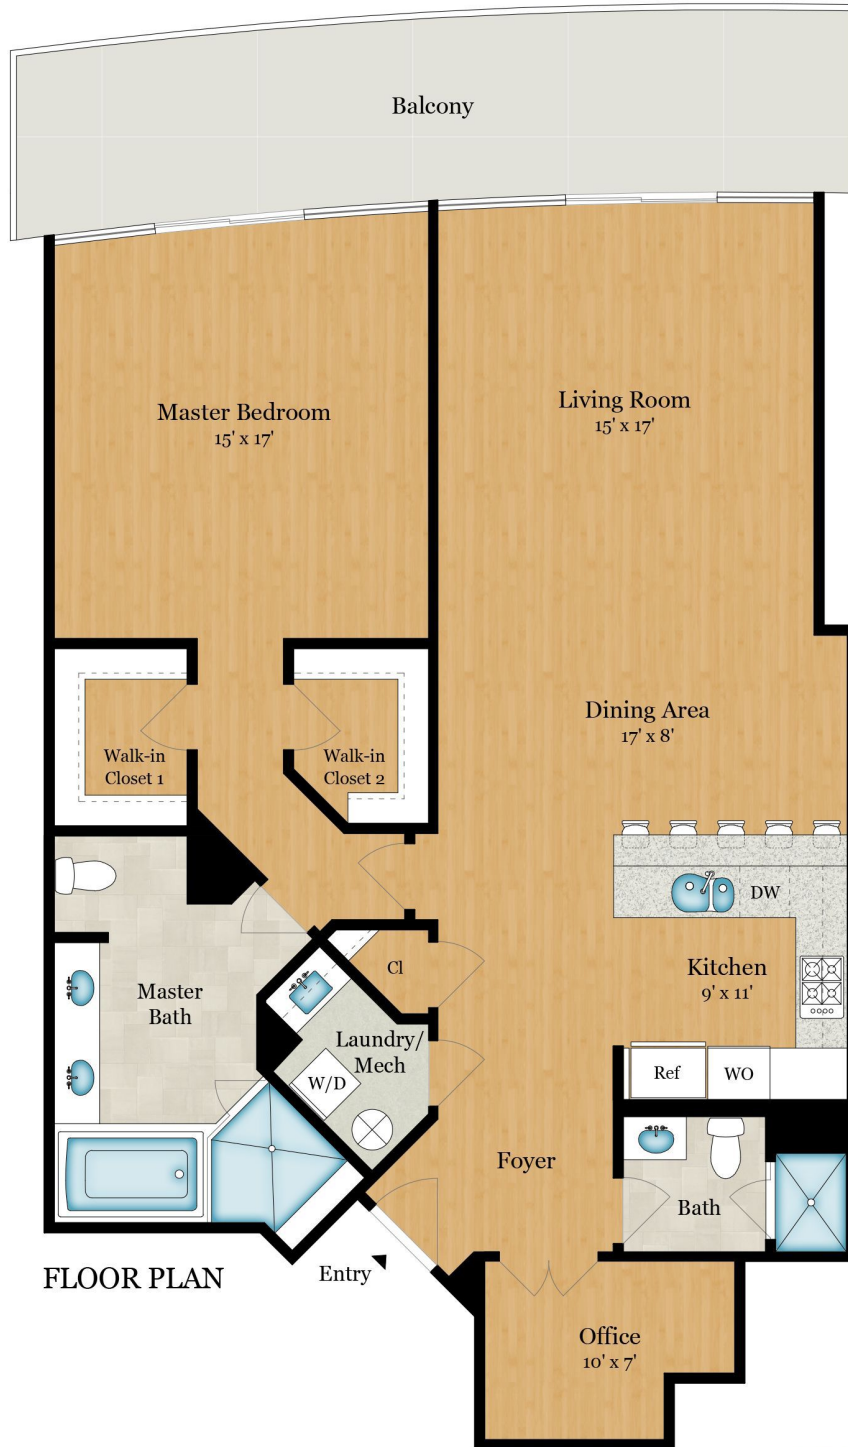 Balcony
Master Bedroom
15' x 17'
Living Room
15' x 17'
Dining Area
17' x 8'
Walk-in
Closet 1
Walk-in
Closet 2
DW
Kitchen
9' x 11'
Cl
Master
Bath
Laundry/
Mech
W/D
Ref
WO
Foyer
Bath
Entry
FLOOR PLAN
Office
10' x 7'